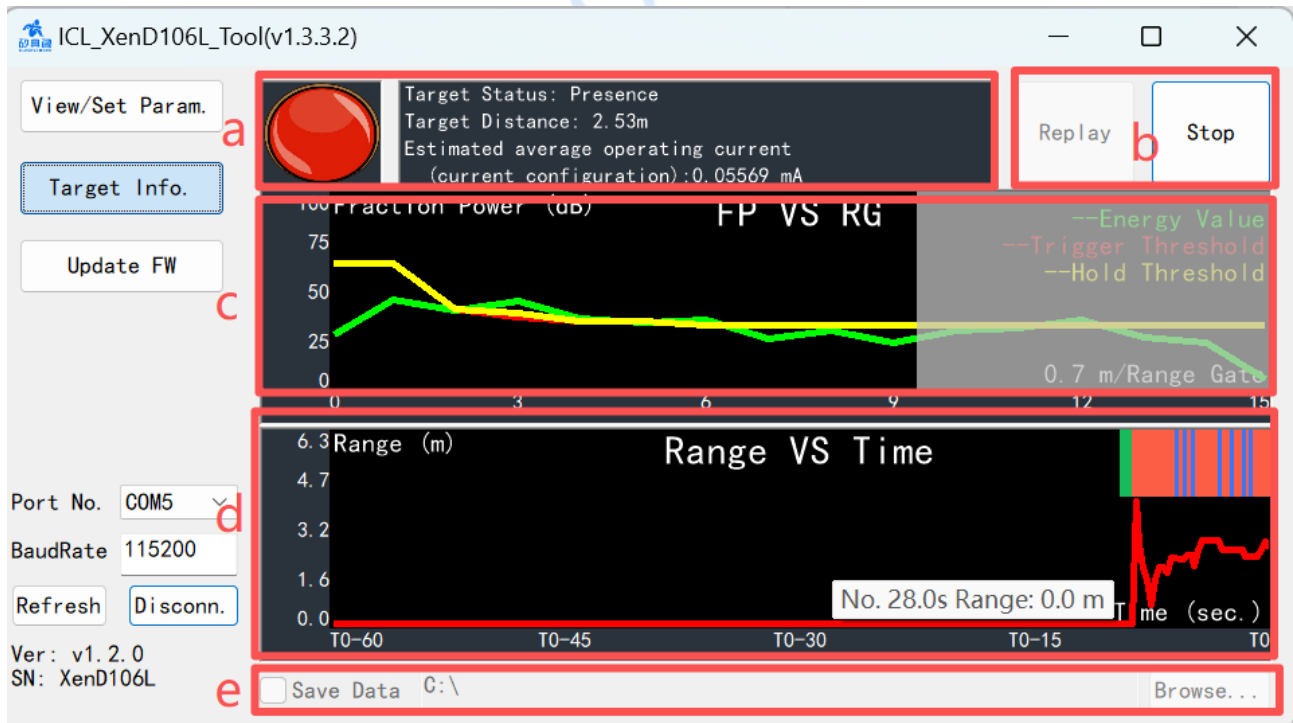 矽典微 ICL_XenD106L_Tool(v1.3.3.2)
View/Set Param.
Target Info.
Update FW
a
Target Status: Presence
Target Distance: 2.53m
Estimated average operating current
(current configuration):0.05569 mA
b
Replay
Stop
c
100 Fraction Power (dB)
FP VS RG
75
50
25
0
--Energy Value
--Trigger Threshold
--Hold Threshold
0.7 m/Range Gate
0 3 6 9 12 15
d
6.3 Range (m)
Range VS Time
4.7
3.2
1.6
0.0
No. 28.0s Range: 0.0 m
Time (sec.)
T0-60 T0-45 T0-30 T0-15 T0
Port No. COM5
BaudRate 115200
Refresh Disconn.
Ver: v1.2.0
SN: XenD106L
e
Save Data C:\ Browse...